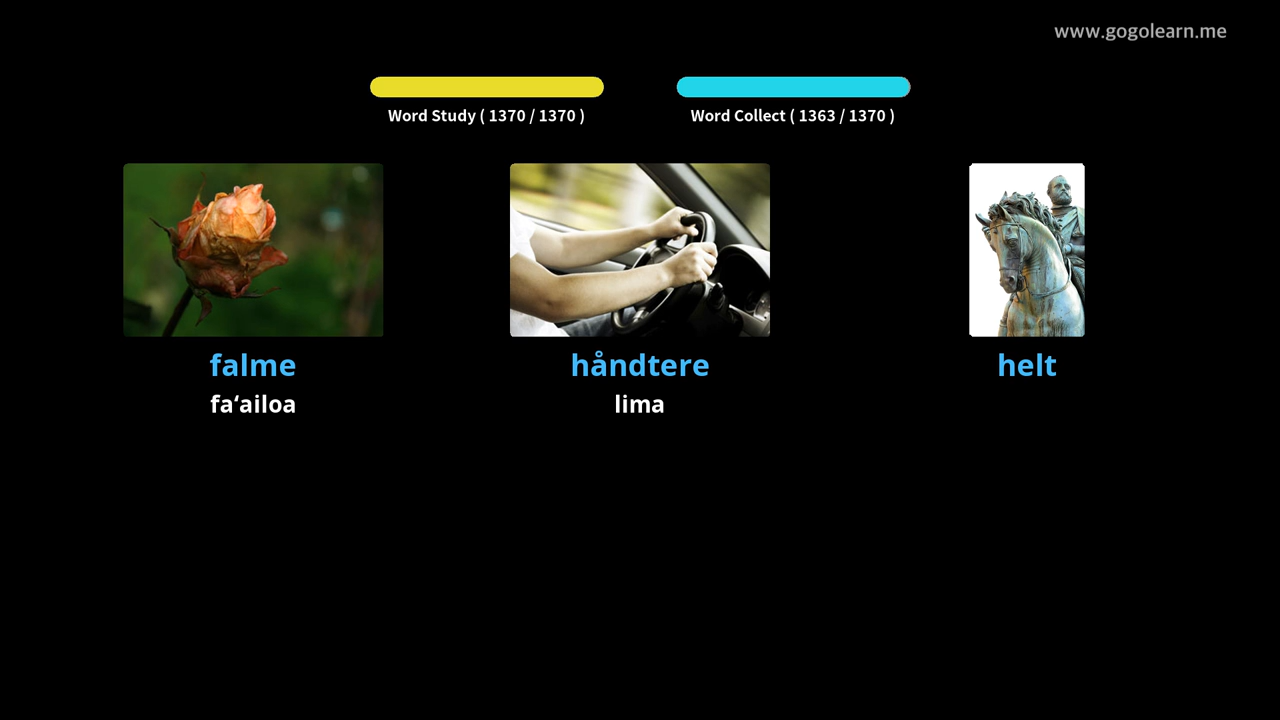 www.gogolearn.me
Word Study ( 1370 / 1370 )
Word Collect ( 1363 / 1370 )
falme
håndtere
helt
fa‘ailoa
lima